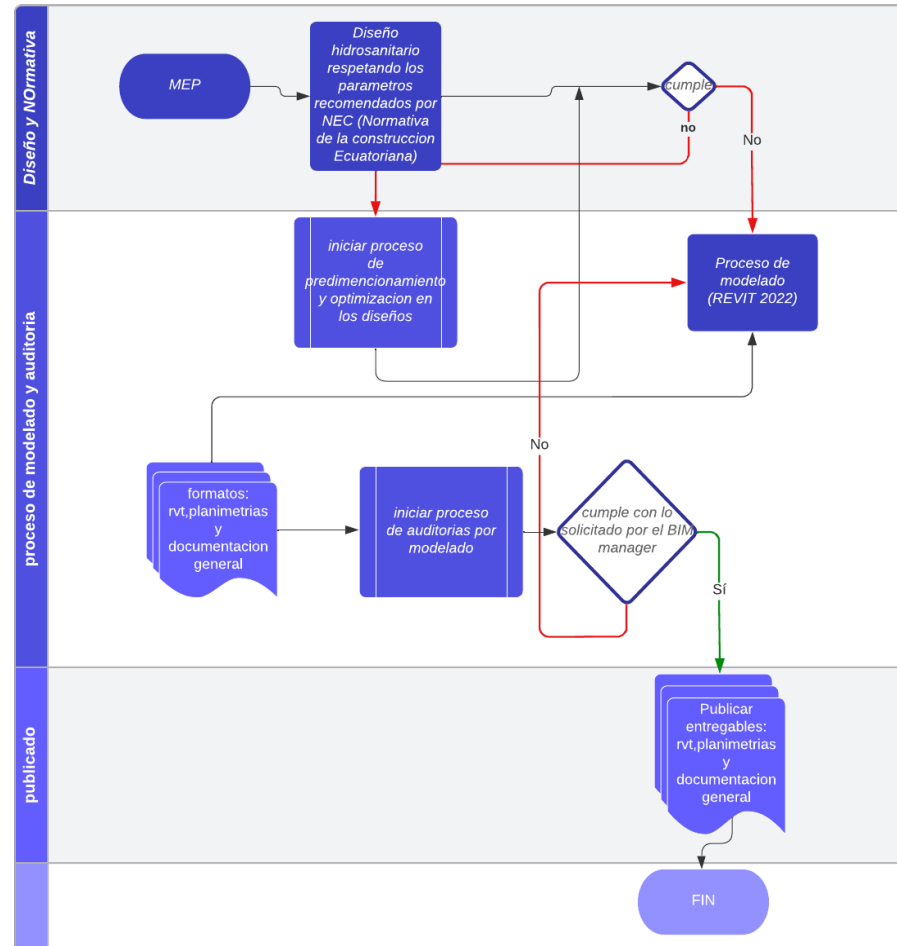 Diseño y NOrmativa
MEP
Diseño
hidrosanitario
respetando los
parametros
recomendados por
NEC (Normativa
de la construccion
Ecuatoriana)
cumple
no
No
proceso de modelado y auditoria
iniciar proceso
de
predimencionamiento
y optimizacion en
los diseños
Proceso de
modelado
(REVIT 2022)
No
formatos:
rvt,planimetrias
y
documentacion
general
iniciar proceso
de auditorias por
modelado
cumple con lo
solicitado por el BIM
manager
Sí
publicado
Publicar
entregables:
rvt,planimetrias
y
documentacion
general
FIN